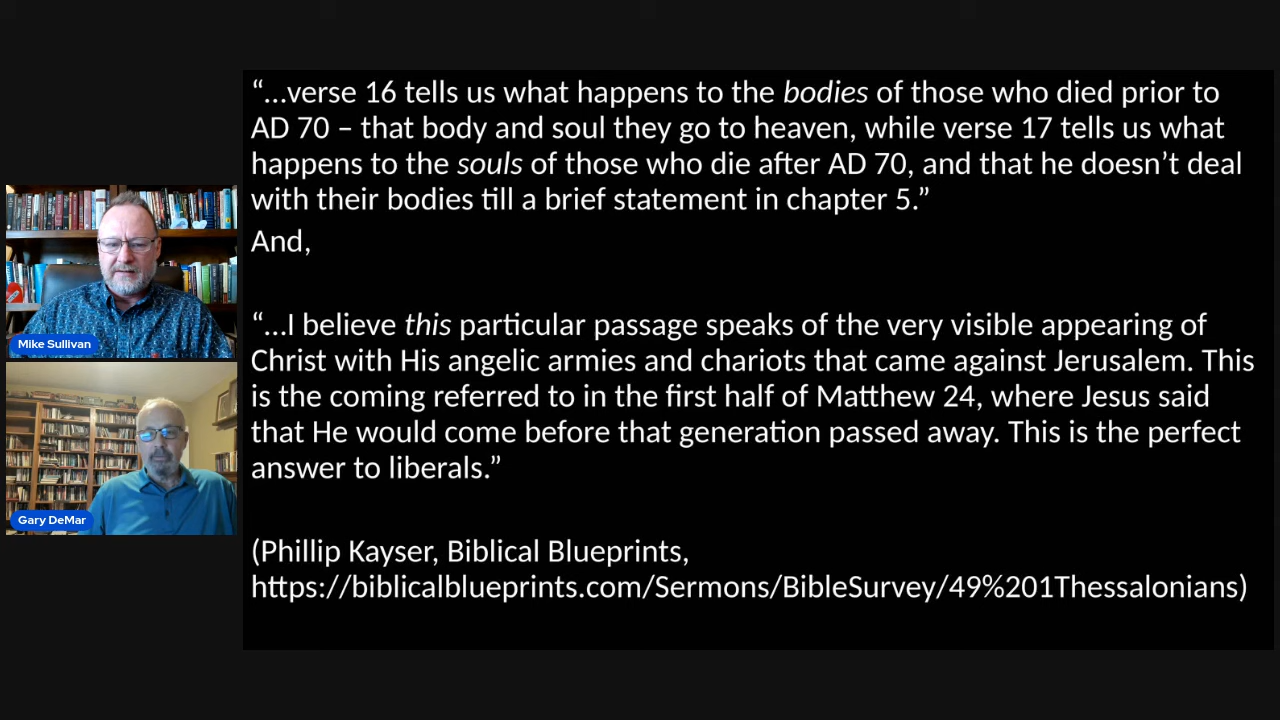 “…verse 16 tells us what happens to the bodies of those who died prior to
AD 70 – that body and soul they go to heaven, while verse 17 tells us what
happens to the souls of those who die after AD 70, and that he doesn’t deal
with their bodies till a brief statement in chapter 5.”
And,
“…I believe this particular passage speaks of the very visible appearing of
Christ with His angelic armies and chariots that came against Jerusalem. This
is the coming referred to in the first half of Matthew 24, where Jesus said
that He would come before that generation passed away. This is the perfect
answer to liberals.”
(Phillip Kayser, Biblical Blueprints,
https://biblicalblueprints.com/Sermons/BibleSurvey/49%201Thessalonians)
Mike Sullivan
Gary DeMar